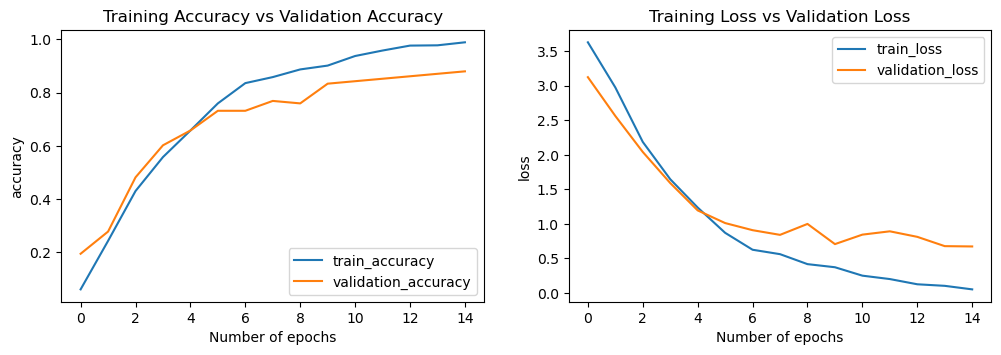 Training Accuracy vs Validation Accuracy
accuracy
1.0
0.8
0.6
0.4
0.2
train_accuracy
validation_accuracy
0 2 4 6 8 10 12 14
Number of epochs
Training Loss vs Validation Loss
loss
3.5
3.0
2.5
2.0
1.5
1.0
0.5
0.0
train_loss
validation_loss
0 2 4 6 8 10 12 14
Number of epochs